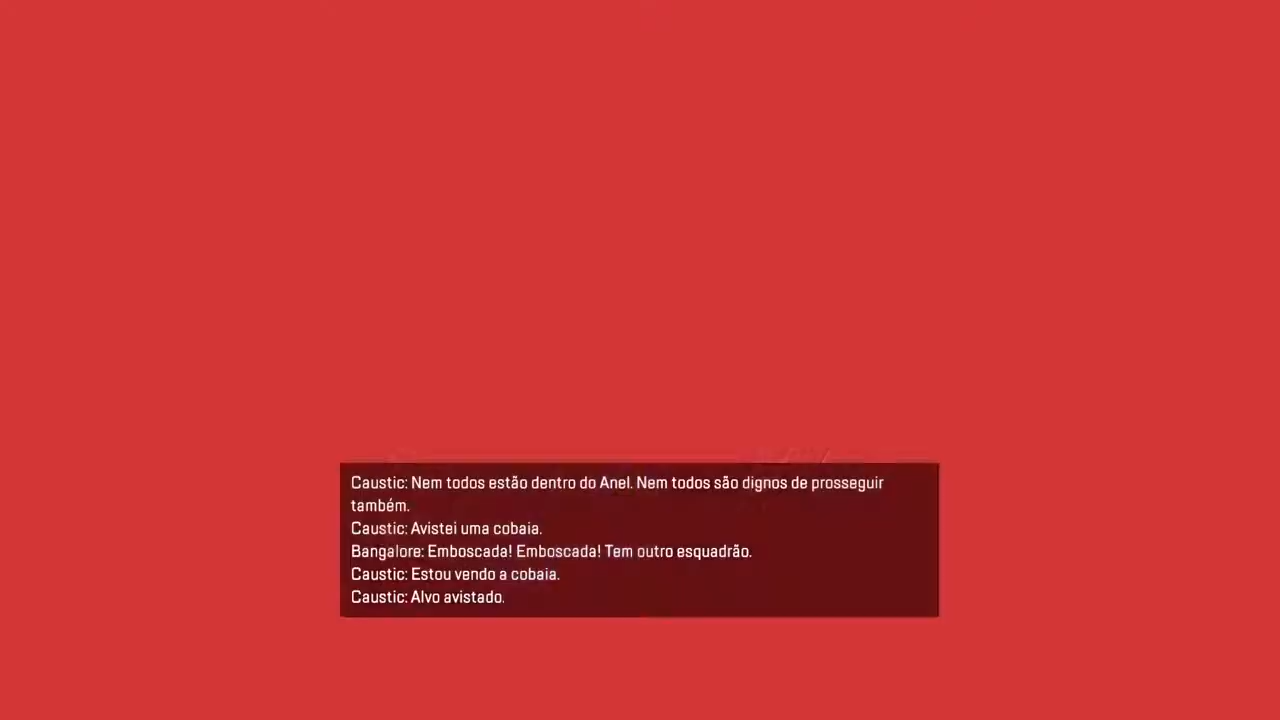 Caustic: Nem todos estão dentro do Anel. Nem todos são dignos de prosseguir
também.
Caustic: Avistei uma cobaia.
Bangalore: Emboscada! Emboscada! Tem outro esquadrão.
Caustic: Estou vendo a cobaia.
Caustic: Alvo avistado.